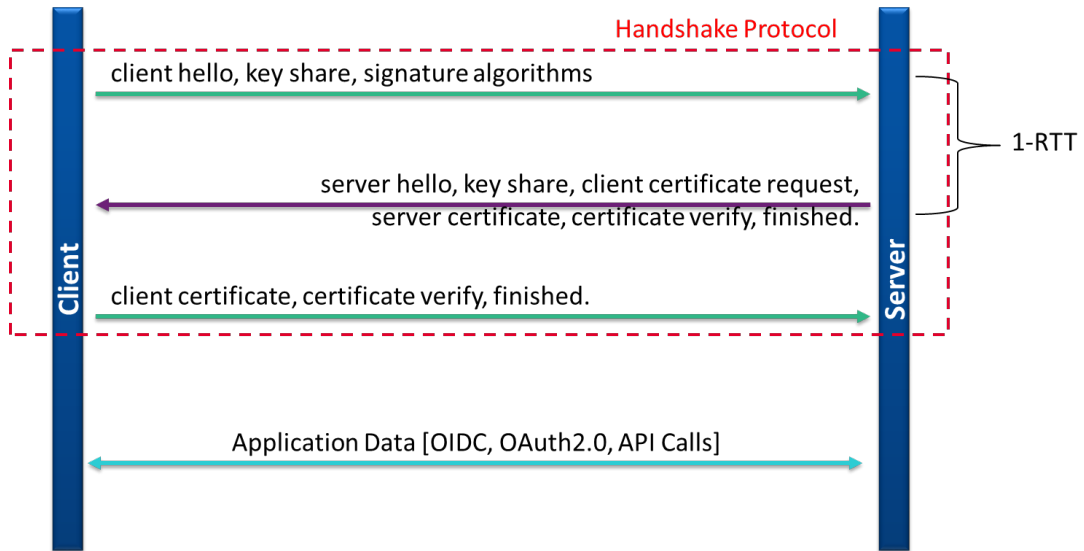 Handshake Protocol
client hello, key share, signature algorithms
1-RTT
server hello, key share, client certificate request,
server certificate, certificate verify, finished.
Client
Server
client certificate, certificate verify, finished.
Application Data [OIDC, OAuth2.0, API Calls]